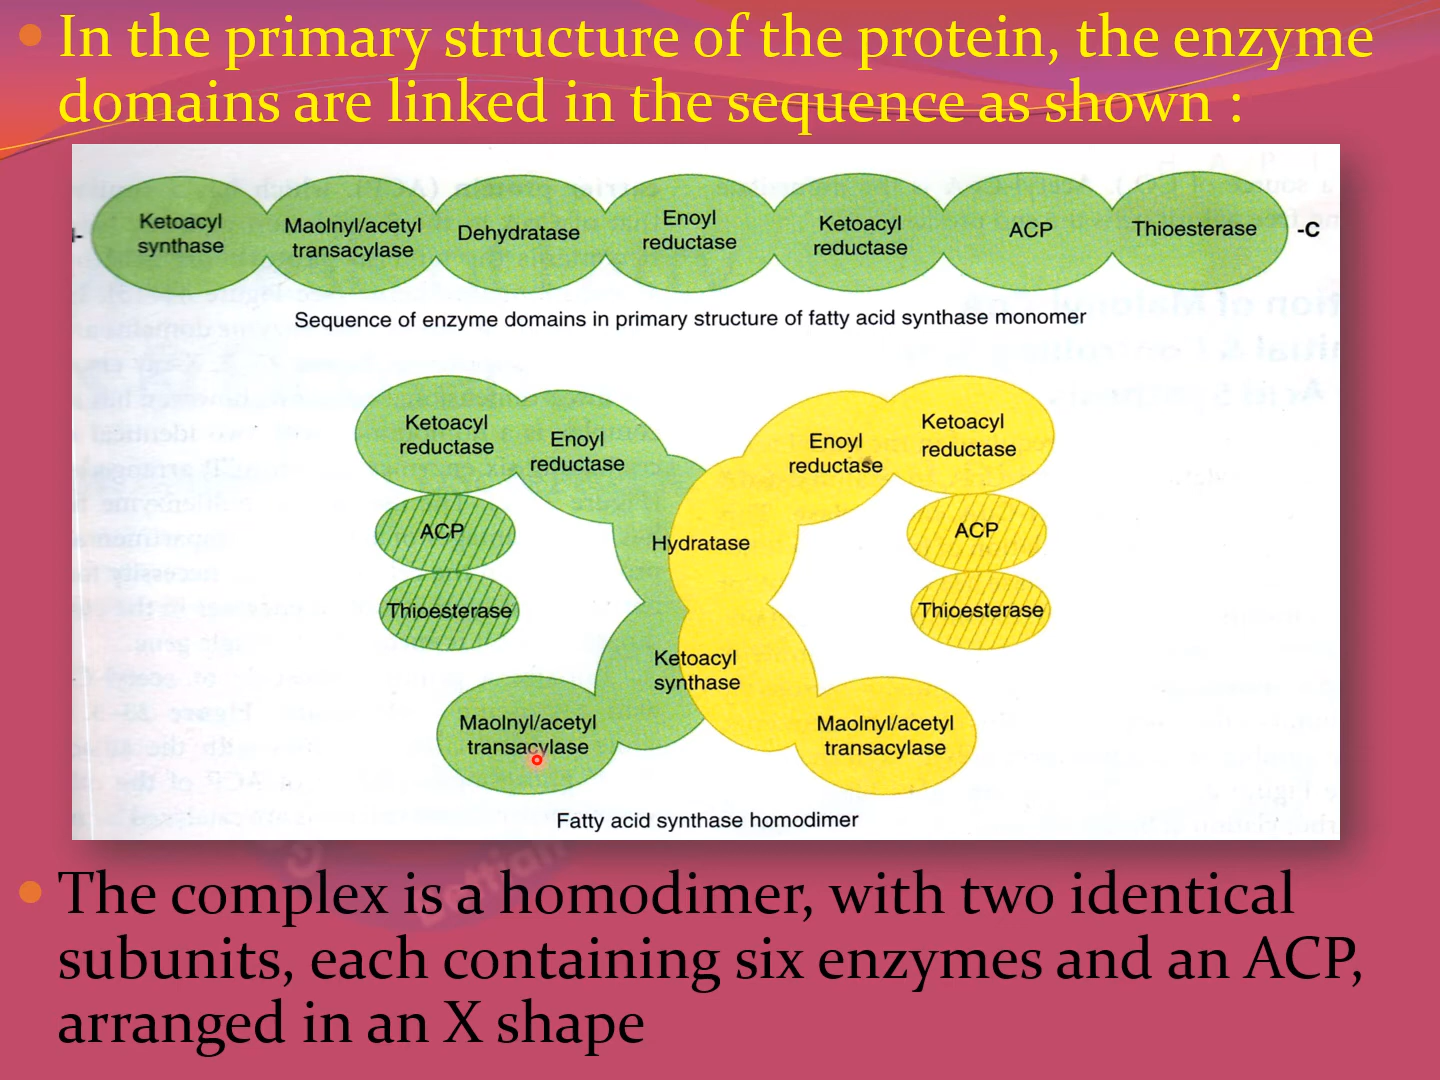 In the primary structure of the protein, the enzyme
domains are linked in the sequence as shown :
Ketoacyl
synthase
Maolnyl/acetyl
transacylase
Dehydratase
Enoyl
reductase
Ketoacyl
reductase
ACP
Thioesterase
-C
Sequence of enzyme domains in primary structure of fatty acid synthase monomer
Ketoacyl
reductase
Enoyl
reductase
Enoyl
reductase
Ketoacyl
reductase
ACP
Hydratase
ACP
Thioesterase
Thioesterase
Ketoacyl
synthase
Maolnyl/acetyl
transacylase
Maolnyl/acetyl
transacylase
Fatty acid synthase homodimer
The complex is a homodimer, with two identical
subunits, each containing six enzymes and an ACP,
arranged in an X shape